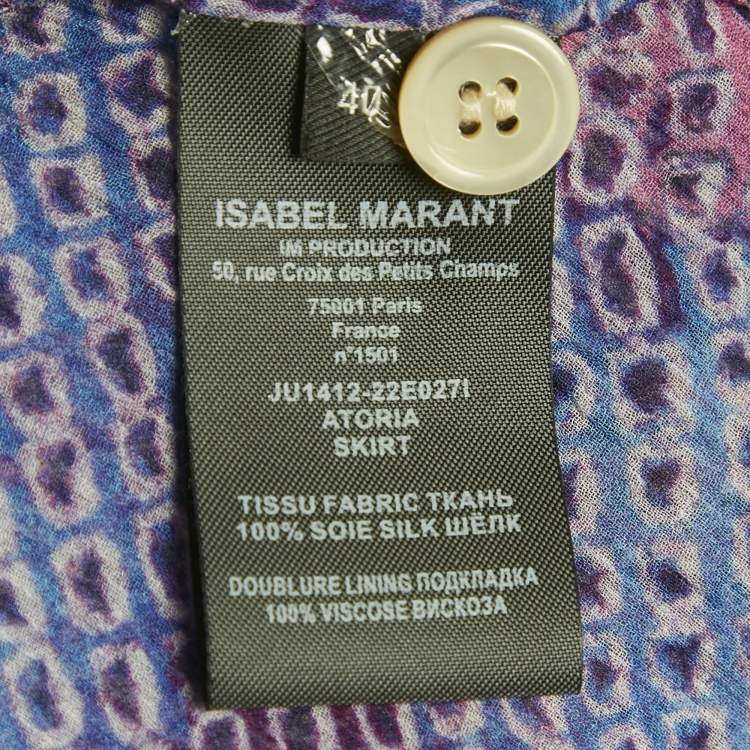 40
ISABEL MARANT
IM PRODUCTION
50, rue Croix des Petits Champs
75001 Paris
France
n°1501
JU1412-22E027I
ATORIA
SKIRT
TISSU FABRIC ТКАНЬ
100% SOIE SILK ШЁЛК
DOUBLURE LINING ПОДКЛАДКА
100% VISCOSE ВИСКОЗА